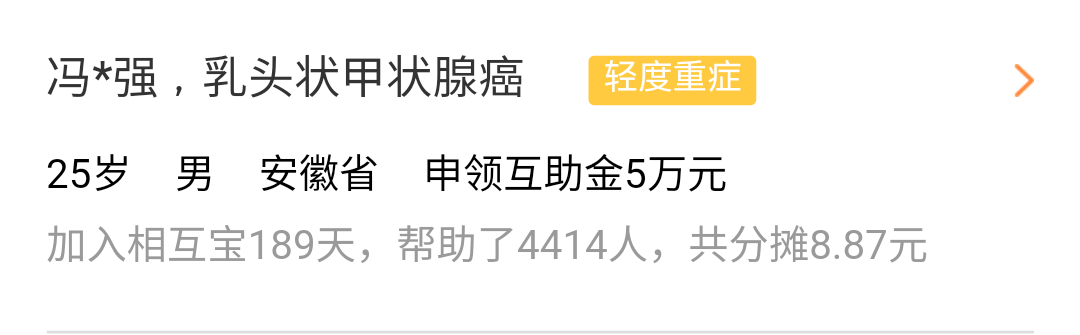 冯*强，乳头状甲状腺癌 轻度重症
25岁 男 安徽省 申领互助金5万元
加入相互宝189天，帮助了4414人，共分摊8.87元